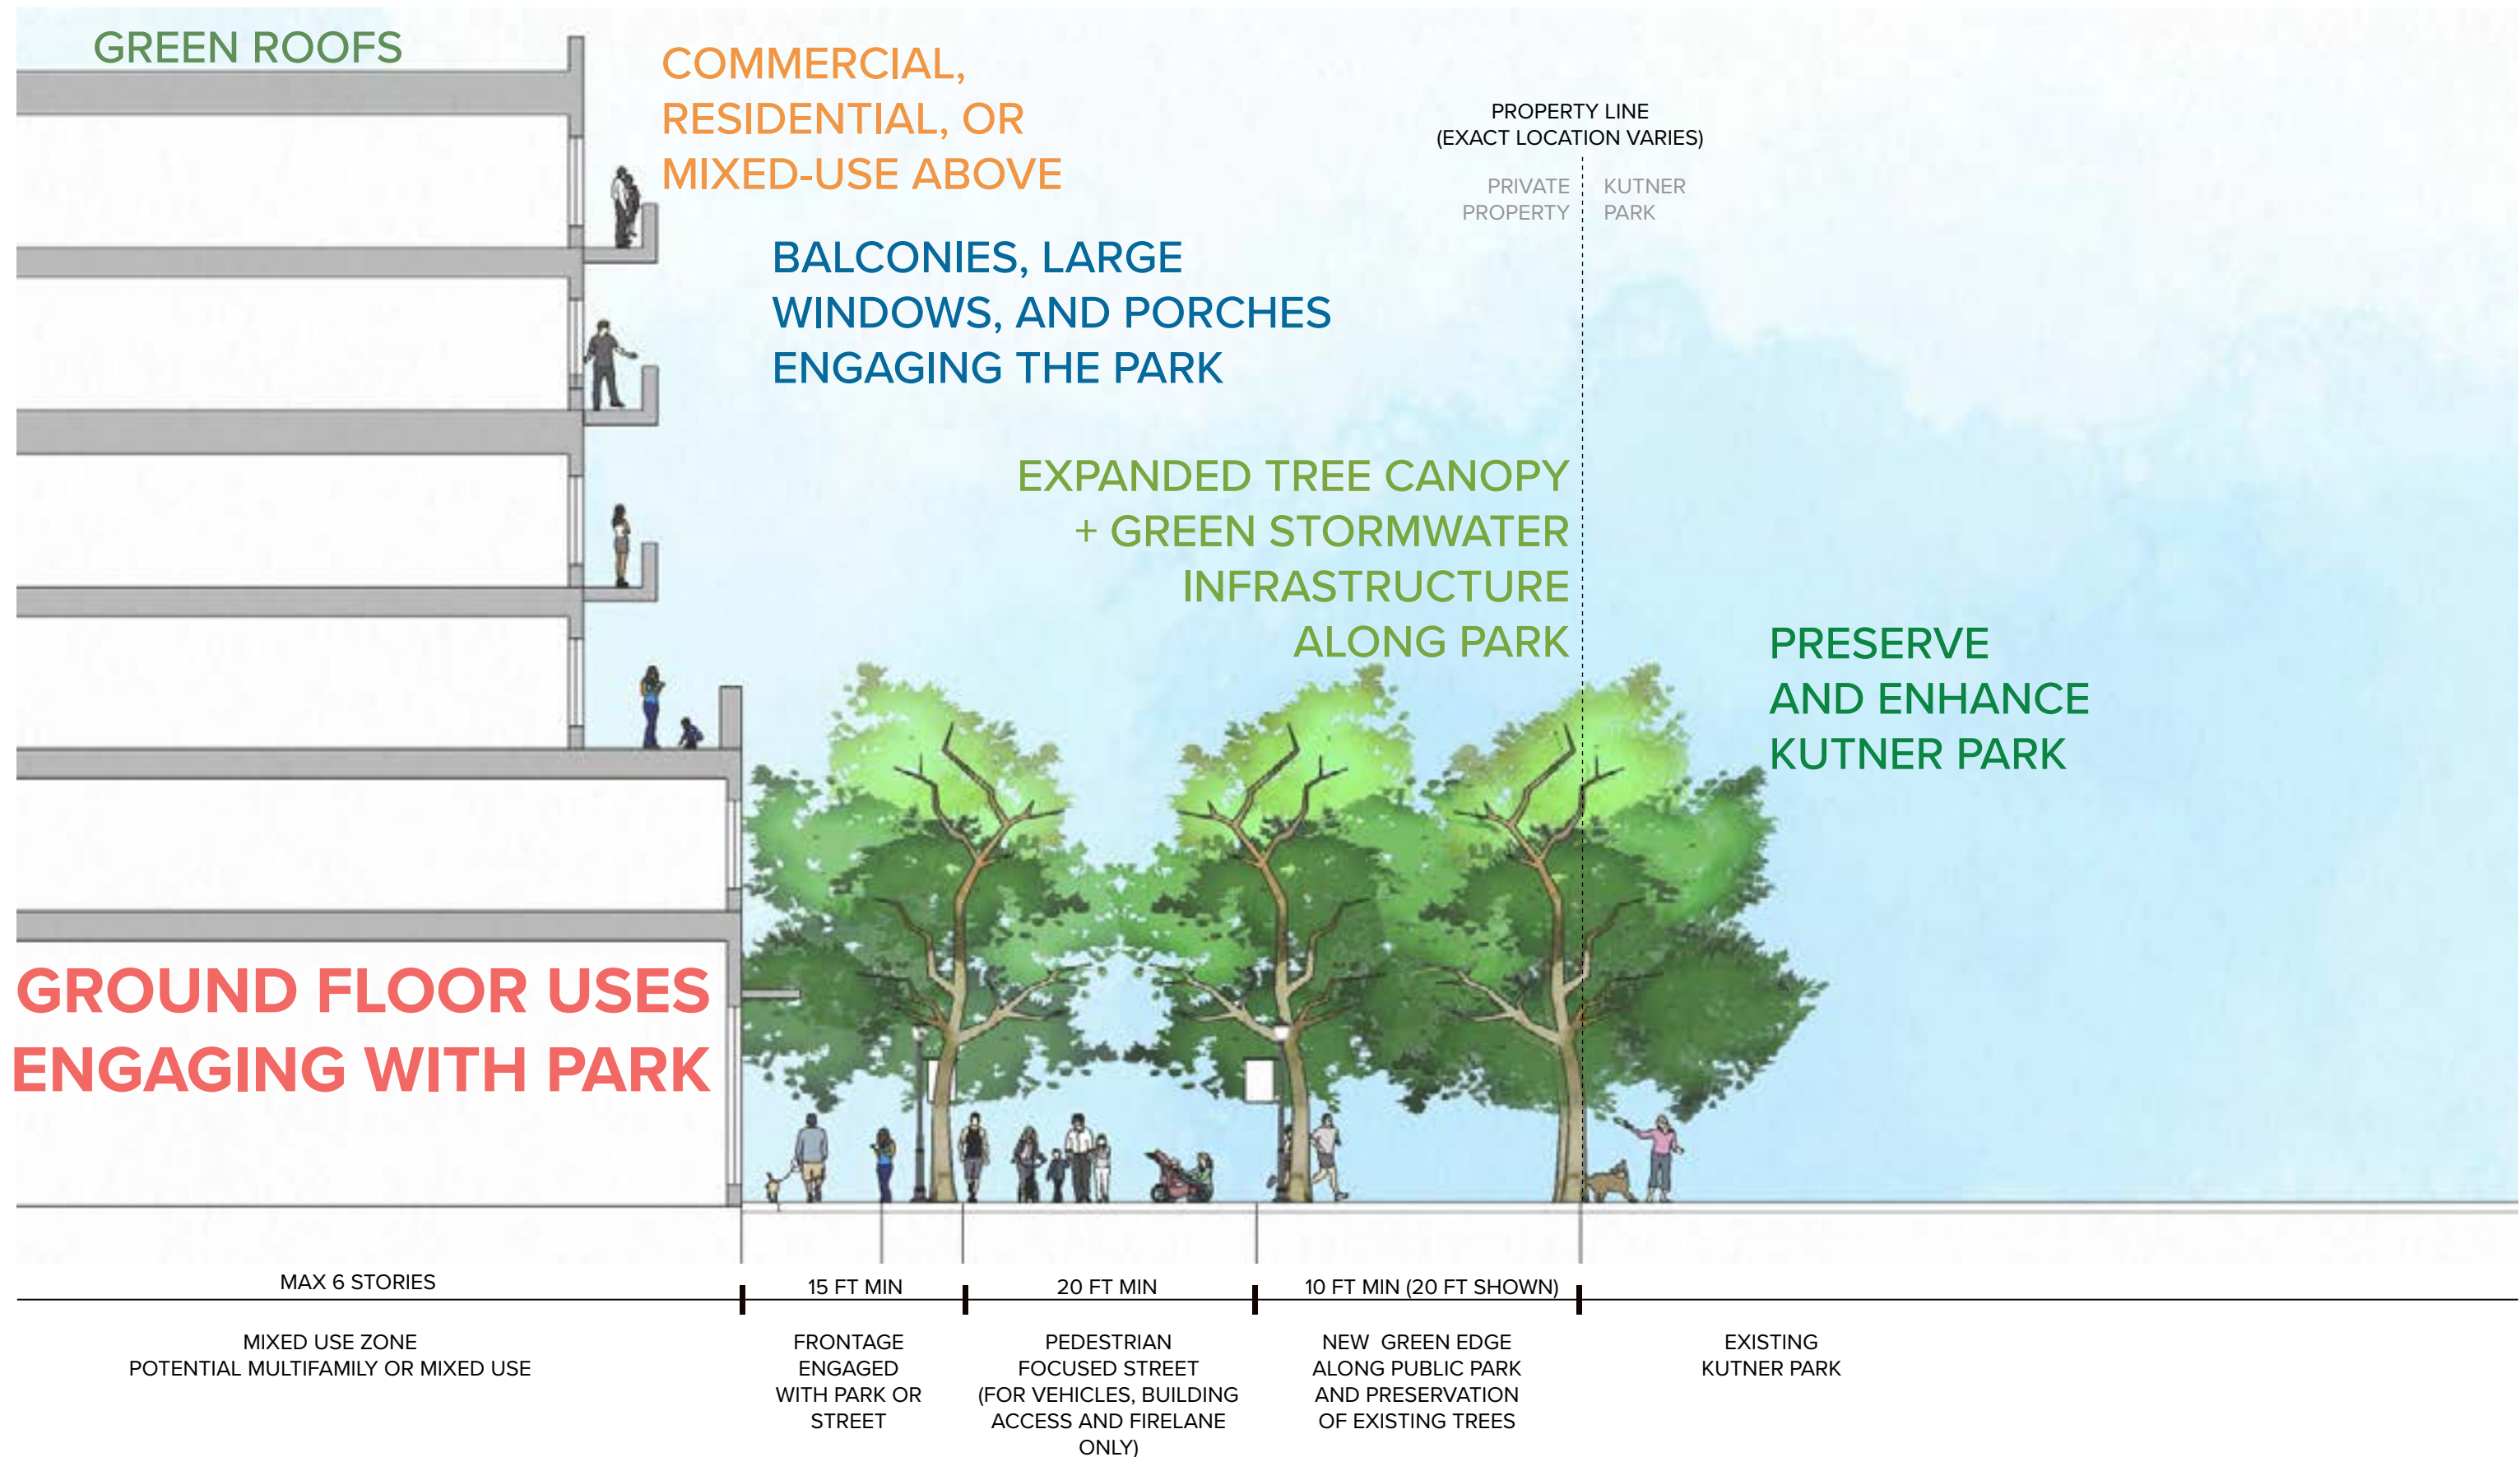 GREEN ROOFS
COMMERCIAL,
RESIDENTIAL, OR
MIXED-USE ABOVE
PROPERTY LINE
(EXACT LOCATION VARIES)
PRIVATE
PROPERTY
KUTNER
PARK
BALCONIES, LARGE
WINDOWS, AND PORCHES
ENGAGING THE PARK
EXPANDED TREE CANOPY
+ GREEN STORMWATER
INFRASTRUCTURE
ALONG PARK
PRESERVE
AND ENHANCE
KUTNER PARK
GROUND FLOOR USES
ENGAGING WITH PARK
MAX 6 STORIES
15 FT MIN
20 FT MIN
10 FT MIN (20 FT SHOWN)
MIXED USE ZONE
POTENTIAL MULTIFAMILY OR MIXED USE
FRONTAGE
ENGAGED
WITH PARK OR
STREET
PEDESTRIAN
FOCUSED STREET
(FOR VEHICLES, BUILDING
ACCESS AND FIRELANE
ONLY)
NEW GREEN EDGE
ALONG PUBLIC PARK
AND PRESERVATION
OF EXISTING TREES
EXISTING
KUTNER PARK